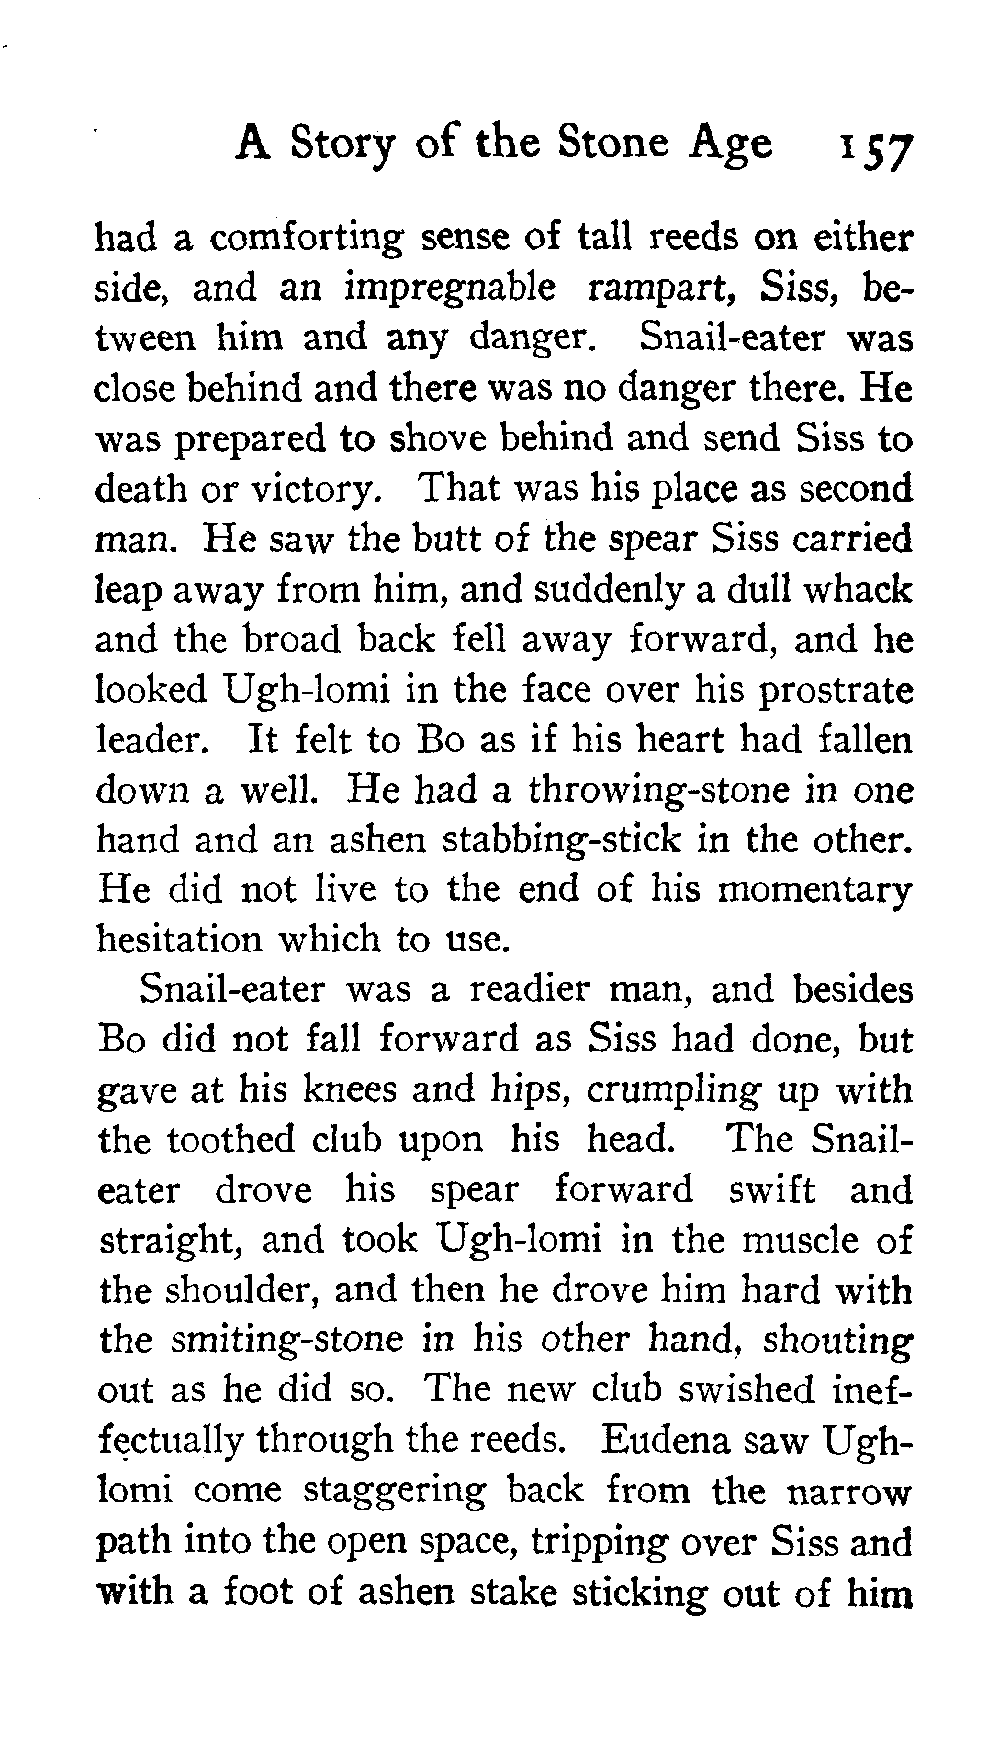 A Story of the Stone Age 157
had a comforting sense of tall reeds on either
side, and an impregnable rampart, Siss, be-
tween him and any danger. Snail-eater was
close behind and there was no danger there. He
was prepared to shove behind and send Siss to
death or victory. That was his place as second
man. He saw the butt of the spear Siss carried
leap away from him, and suddenly a dull whack
and the broad back fell away forward, and he
looked Ugh-lomi in the face over his prostrate
leader. It felt to Bo as if his heart had fallen
down a well. He had a throwing-stone in one
hand and an ashen stabbing-stick in the other.
He did not live to the end of his momentary
hesitation which to use.
Snail-eater was a readier man, and besides
Bo did not fall forward as Siss had done, but
gave at his knees and hips, crumpling up with
the toothed club upon his head. The Snail-
eater drove his spear forward swift and
straight, and took Ugh-lomi in the muscle of
the shoulder, and then he drove him hard with
the smiting-stone in his other hand, shouting
out as he did so. The new club swished inef-
fectually through the reeds. Eudena saw Ugh-
lomi come staggering back from the narrow
path into the open space, tripping over Siss and
with a foot of ashen stake sticking out of him